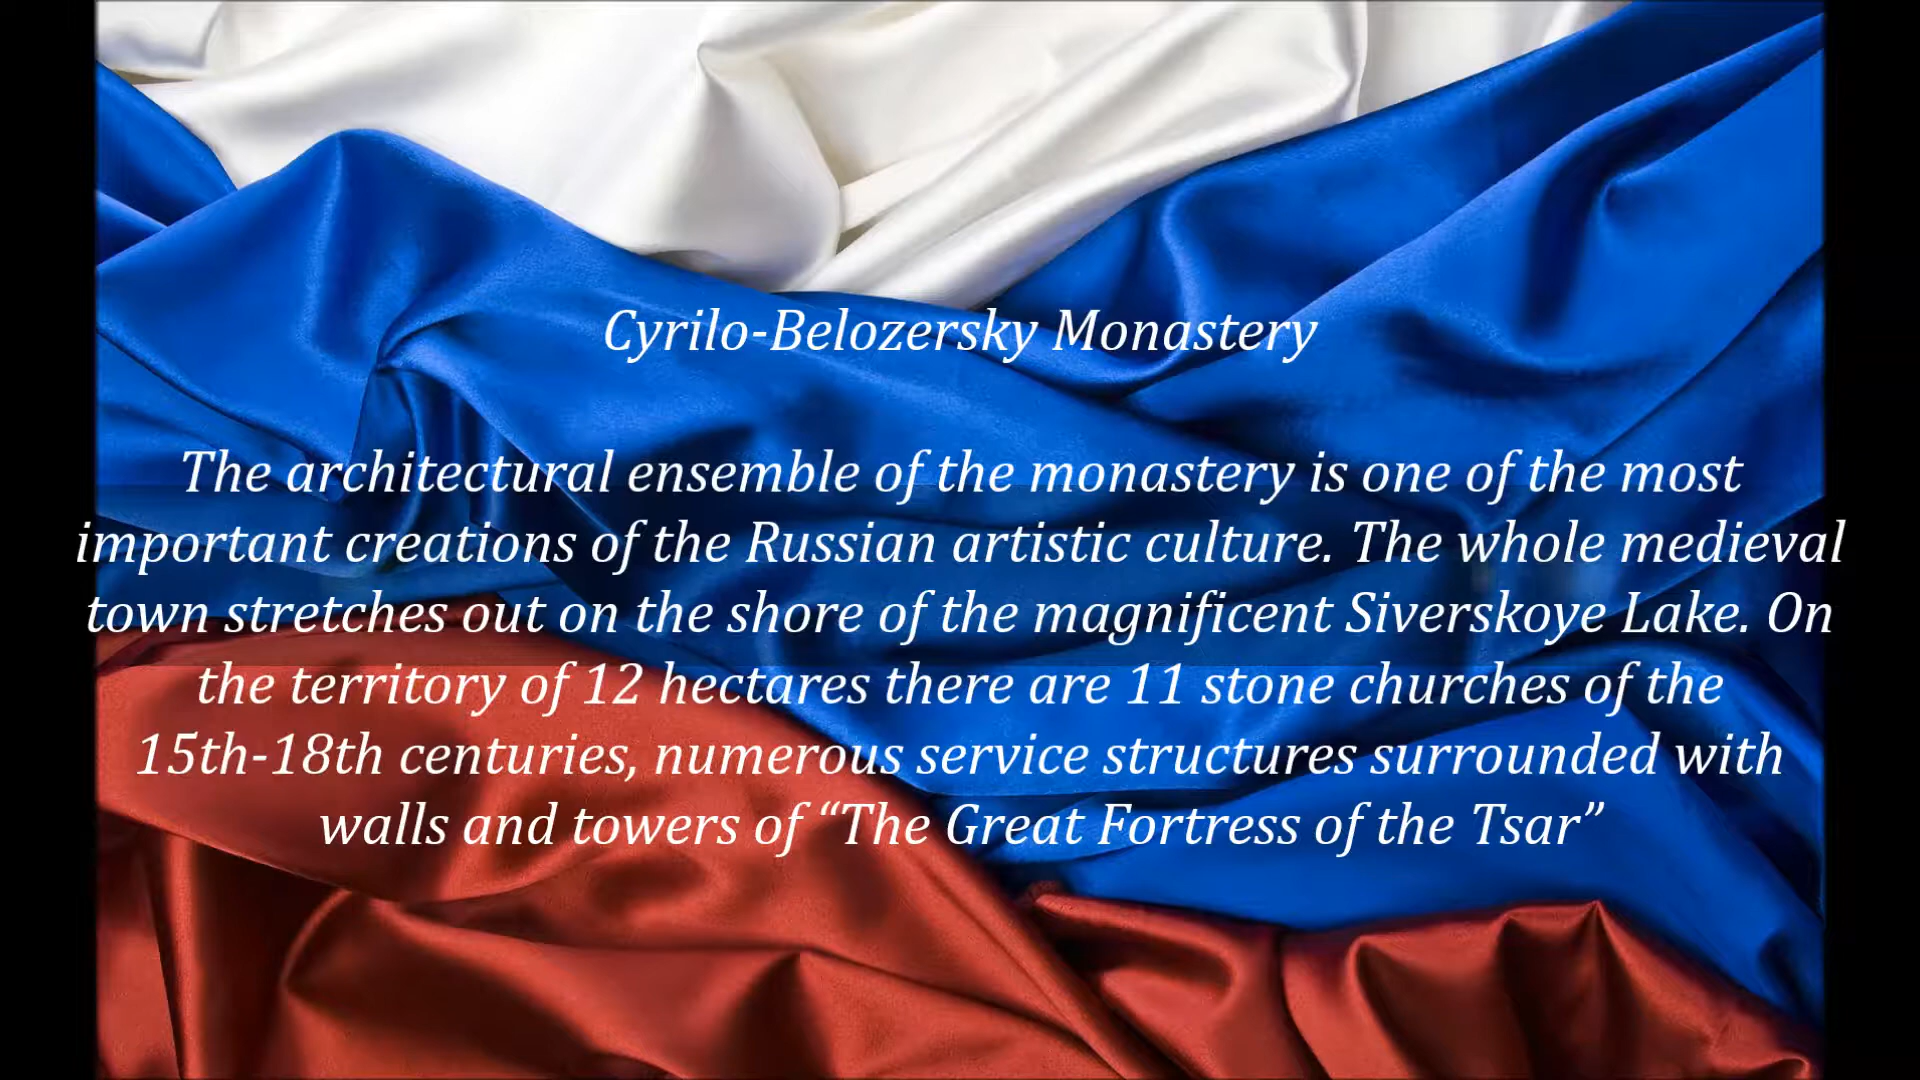 Cyrilo-Belozersky Monastery
The architectural ensemble of the monastery is one of the most
important creations of the Russian artistic culture. The whole medieval
town stretches out on the shore of the magnificent Siverskoye Lake. On
the territory of 12 hectares there are 11 stone churches of the
15th-18th centuries, numerous service structures surrounded with
walls and towers of “The Great Fortress of the Tsar”